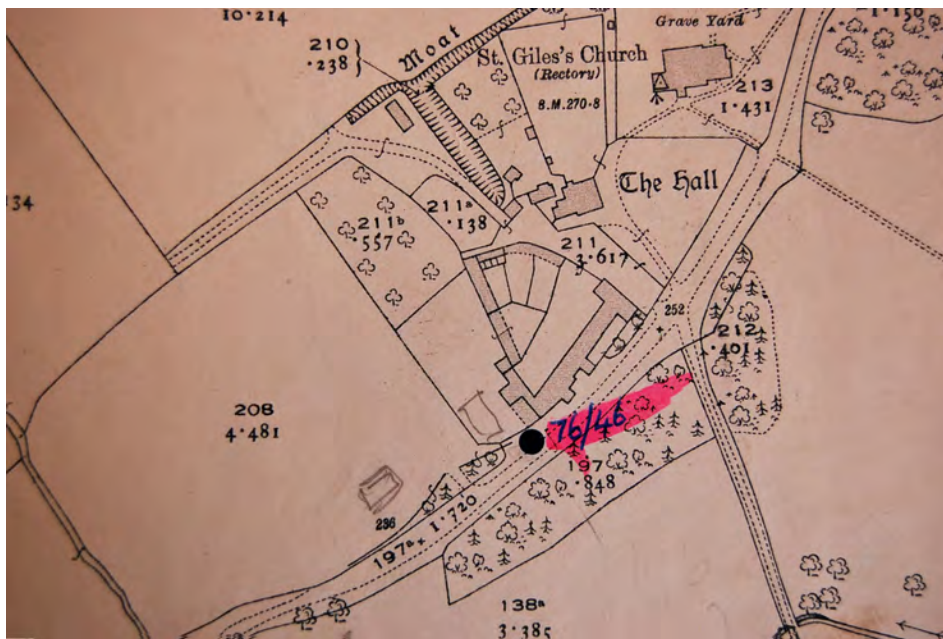 10·214
210
·238
Moat
St. Giles's Church
(Rectory)
B.M.270·8
Grave Yard
213
1·431
1·150
34
The Hall
211ᵃ
·138
211ᵇ
·557
211
3·617
252
212
·401
208
4·481
76/46
197
·848
236
197ᵃ 1·720
138ᵃ
3·385